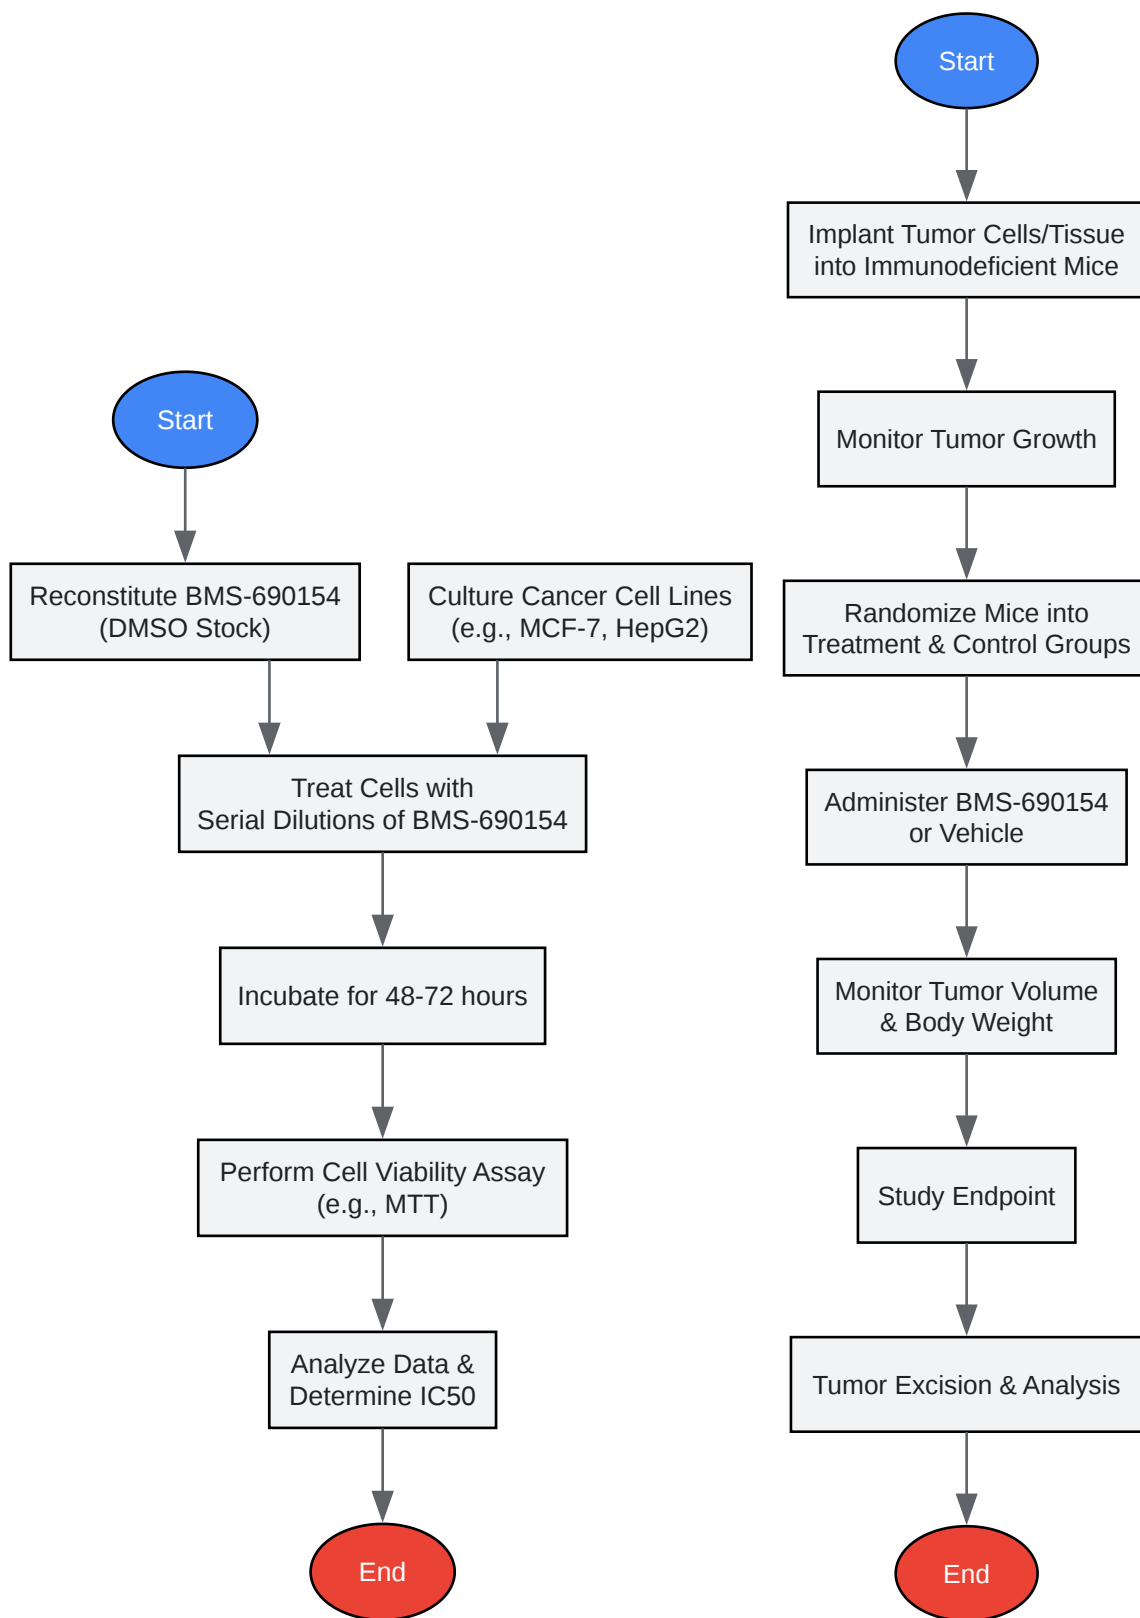 Start
Reconstitute BMS-690154
(DMSO Stock)
Culture Cancer Cell Lines
(e.g., MCF-7, HepG2)
Treat Cells with
Serial Dilutions of BMS-690154
Incubate for 48-72 hours
Perform Cell Viability Assay
(e.g., MTT)
Analyze Data &
Determine IC50
End
Start
Implant Tumor Cells/Tissue
into Immunodeficient Mice
Monitor Tumor Growth
Randomize Mice into
Treatment & Control Groups
Administer BMS-690154
or Vehicle
Monitor Tumor Volume
& Body Weight
Study Endpoint
Tumor Excision & Analysis
End